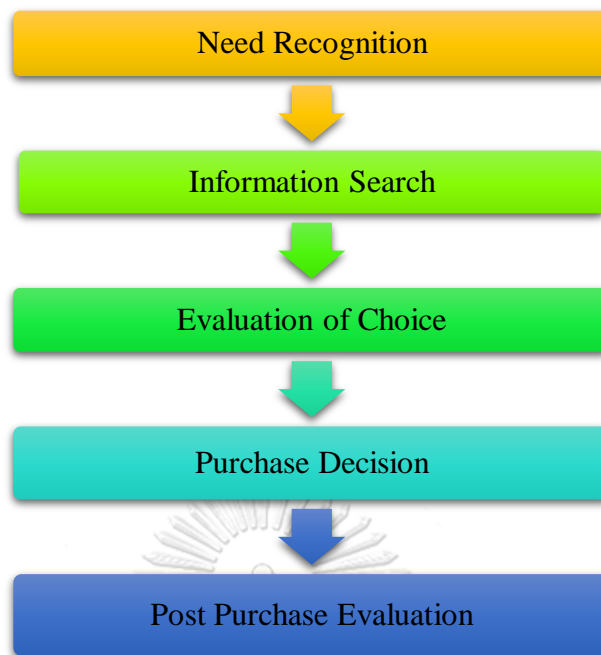 Need Recognition
Information Search
Evaluation of Choice
Purchase Decision
Post Purchase Evaluation